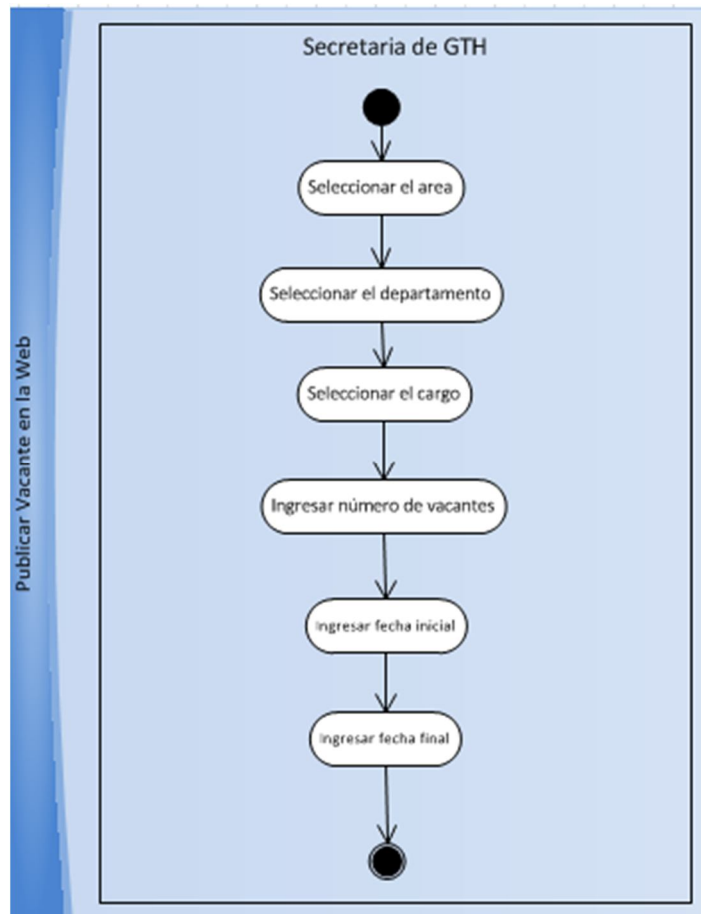 Publicar Vacante en la Web
Secretaria de GTH
Seleccionar el area
Seleccionar el departamento
Seleccionar el cargo
Ingresar número de vacantes
Ingresar fecha inicial
Ingresar fecha final